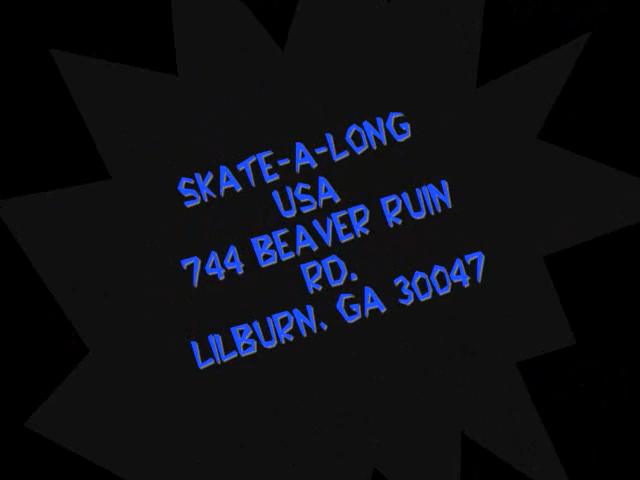 SKATE-A-LONG
USA
744 BEAVER RUIN
RD.
LILBURN, GA 30047